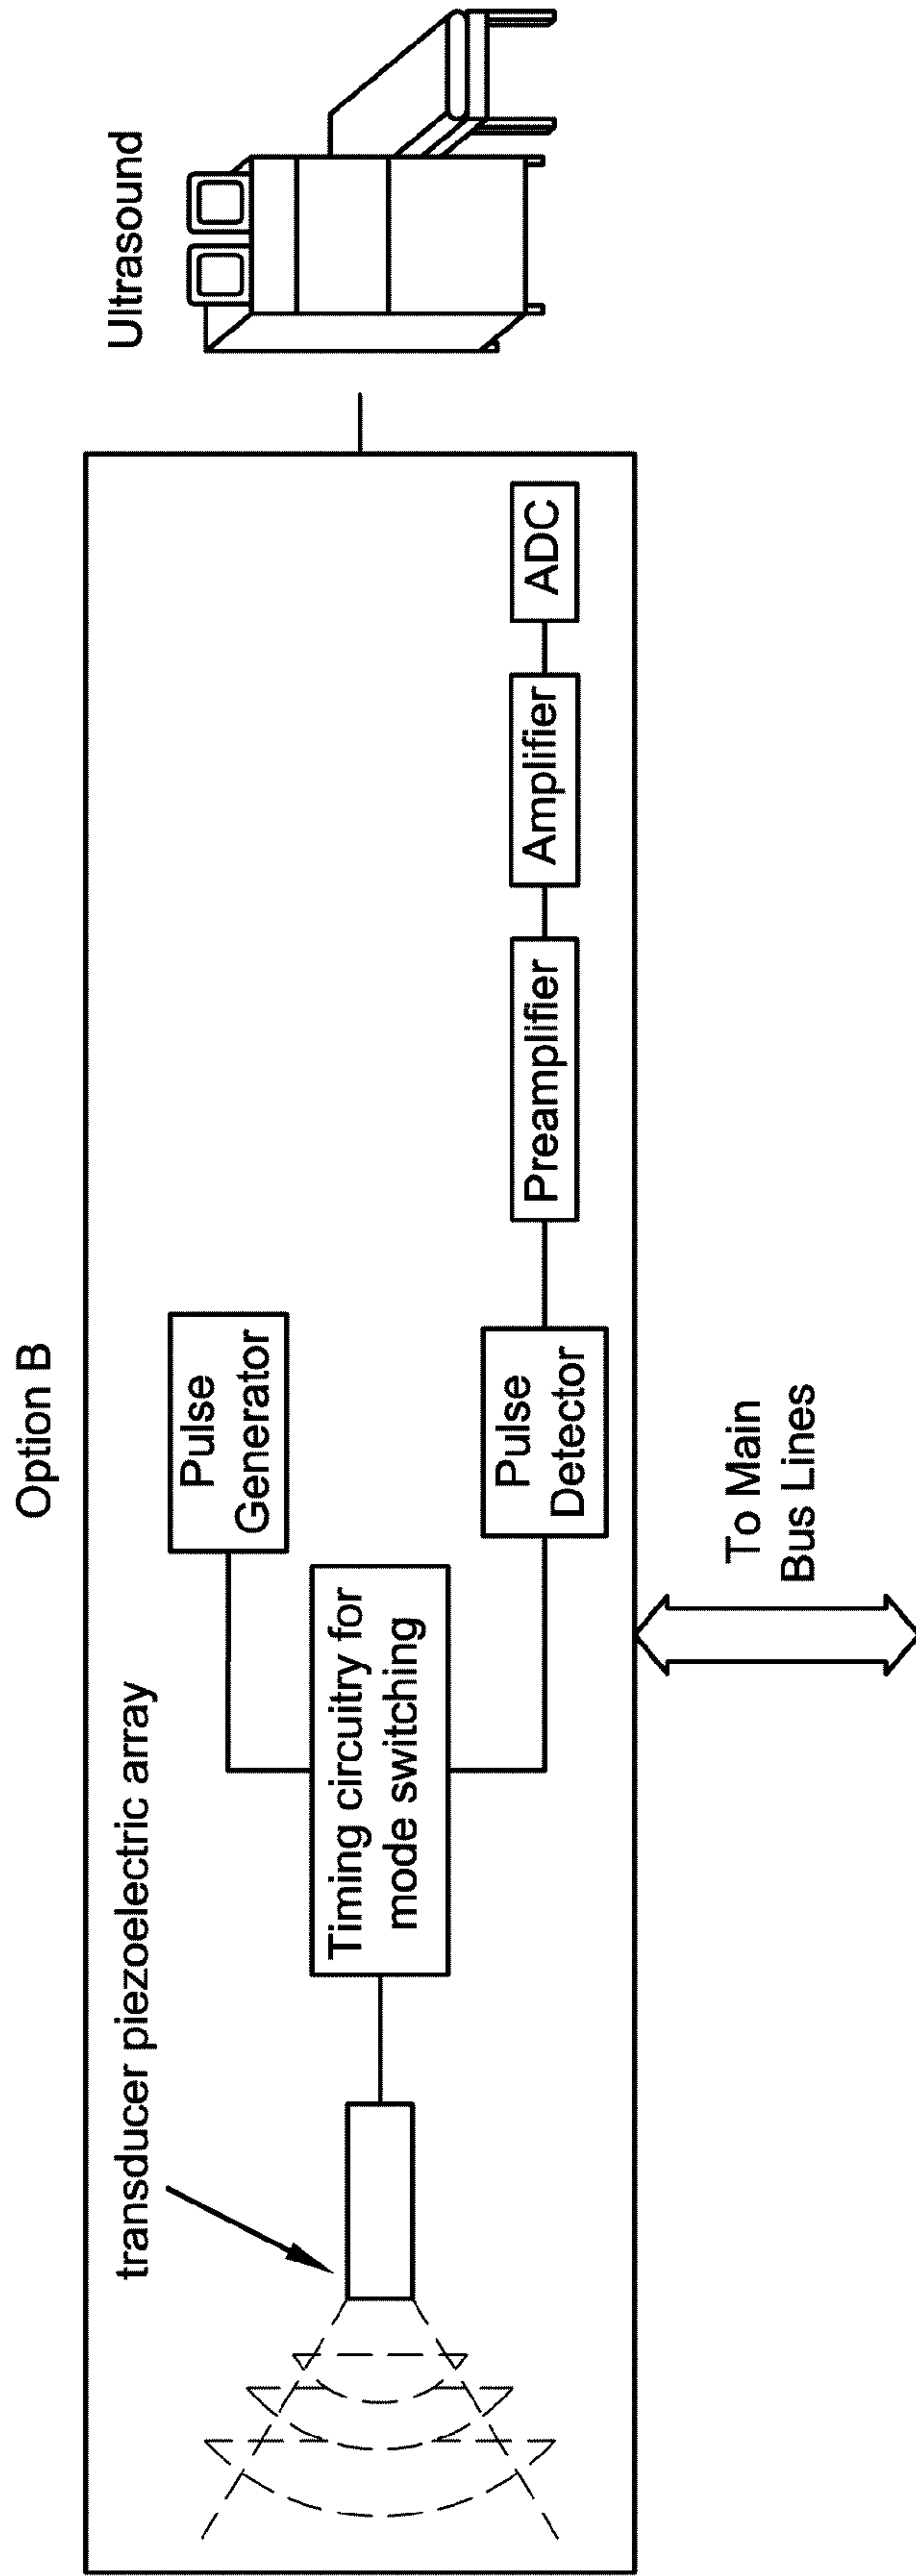 Option B
transducer piezoelectric array
Timing circuitry for
mode switching
Pulse
Generator
Pulse
Detector
Preamplifier
Amplifier
ADC
Ultrasound
To Main
Bus Lines